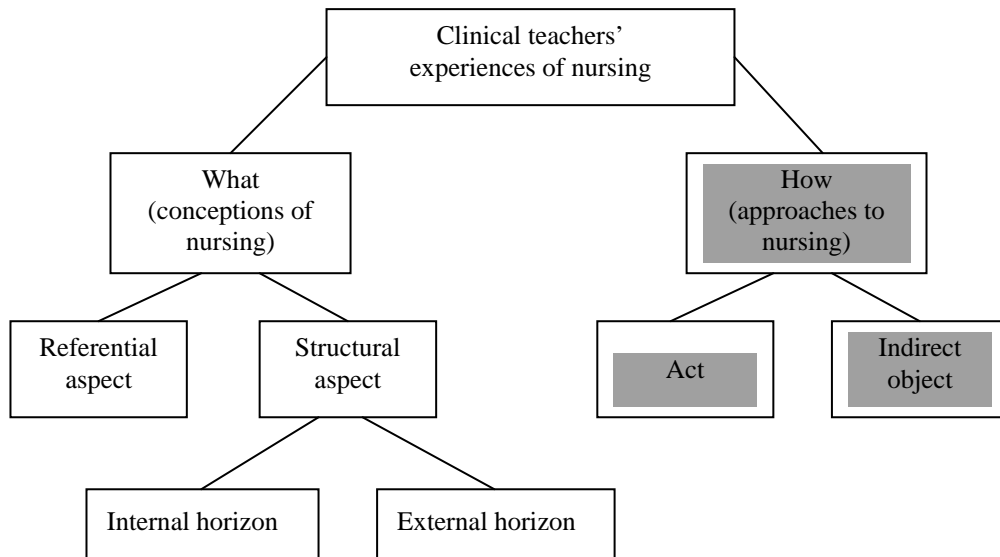 Clinical teachers’
experiences of nursing
What
(conceptions of
nursing)
How
(approaches to
nursing)
Referential
aspect
Structural
aspect
Act
Indirect
object
Internal horizon
External horizon